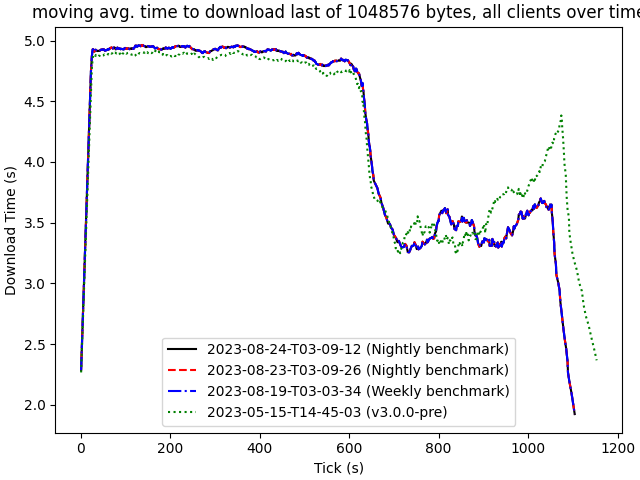 moving avg. time to download last of 1048576 bytes, all clients over time
5.0
4.5
4.0
3.5
3.0
2.5
2.0
Download Time (s)
2023-08-24-T03-09-12 (Nightly benchmark)
2023-08-23-T03-09-26 (Nightly benchmark)
2023-08-19-T03-03-34 (Weekly benchmark)
2023-05-15-T14-45-03 (v3.0.0-pre)
0 200 400 600 800 1000 1200
Tick (s)